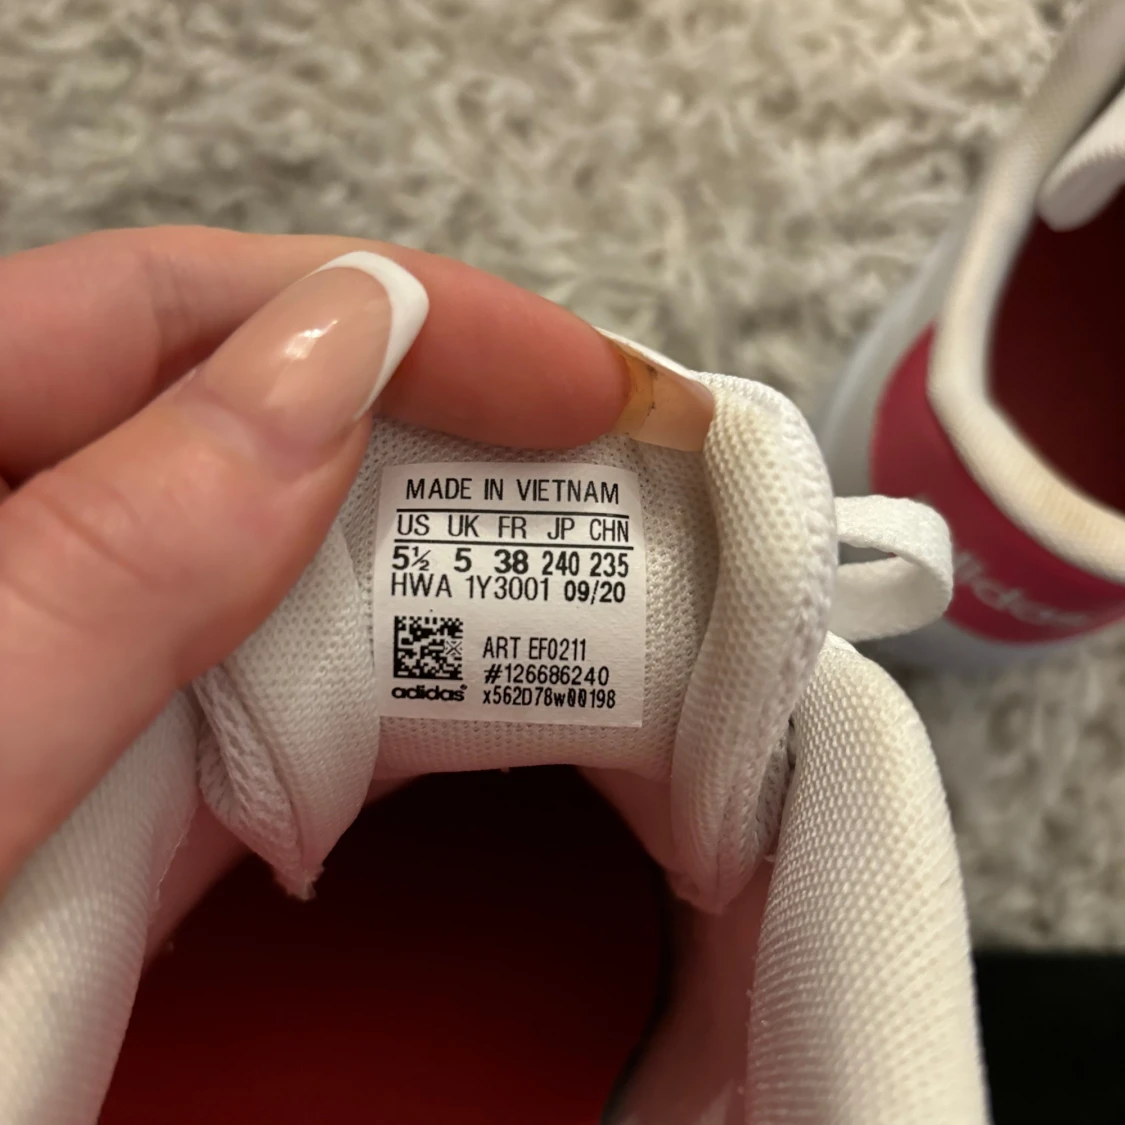 MADE IN VIETNAM
US UK FR JP CHN
5½ 5 38 240 235
HWA 1Y3001 09/20
ART EF0211
#126686240
adidas x562D78w00198
adidas